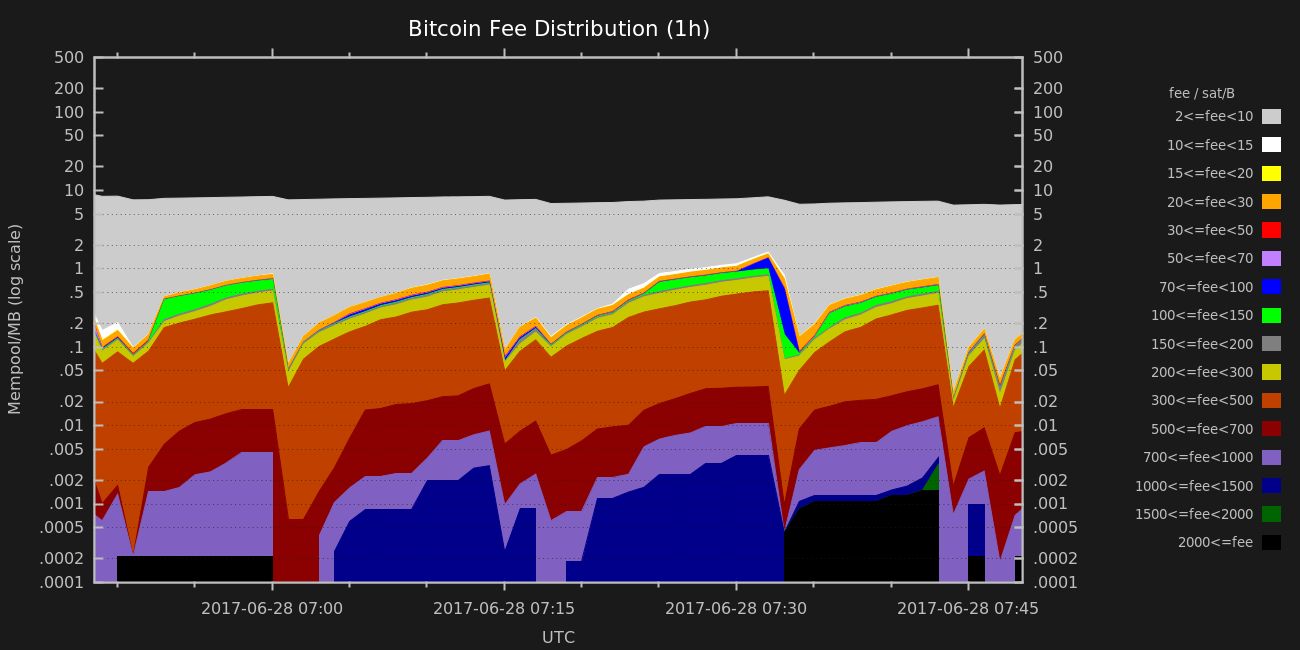 Bitcoin Fee Distribution (1h)
Mempool/MB (log scale)
500
200
100
50
20
10
5
2
1
.5
.2
.1
.05
.02
.01
.005
.002
.001
.0005
.0002
.0001
500
200
100
50
20
10
5
2
1
.5
.2
.1
.05
.02
.01
.005
.002
.001
.0005
.0002
.0001
fee / sat/B
2<=fee<10
10<=fee<15
15<=fee<20
20<=fee<30
30<=fee<50
50<=fee<70
70<=fee<100
100<=fee<150
150<=fee<200
200<=fee<300
300<=fee<500
500<=fee<700
700<=fee<1000
1000<=fee<1500
1500<=fee<2000
2000<=fee
2017-06-28 07:00 2017-06-28 07:15 2017-06-28 07:30 2017-06-28 07:45
UTC